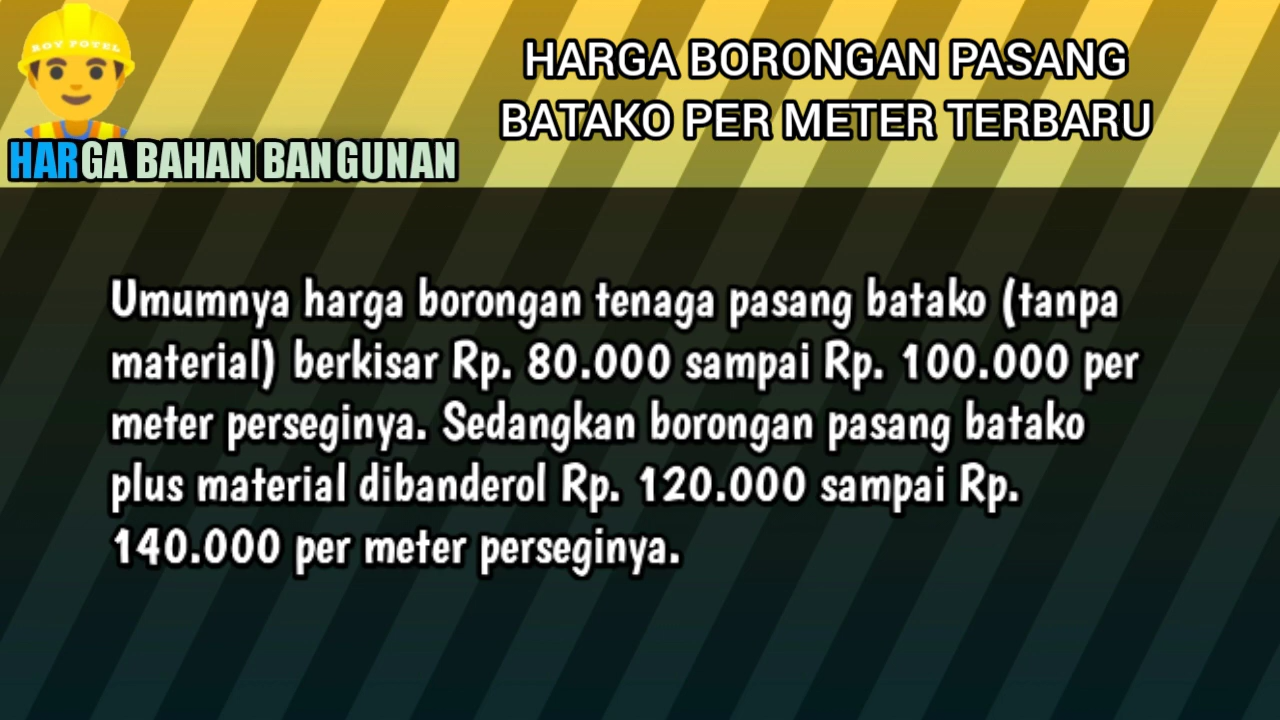 ROY POTEL
HARGA BAHAN BANGUNAN
HARGA BORONGAN PASANG
BATAKO PER METER TERBARU
Umumnya harga borongan tenaga pasang batako (tanpa
material) berkisar Rp. 80.000 sampai Rp. 100.000 per
meter perseginya. Sedangkan borongan pasang batako
plus material dibanderol Rp. 120.000 sampai Rp.
140.000 per meter perseginya.